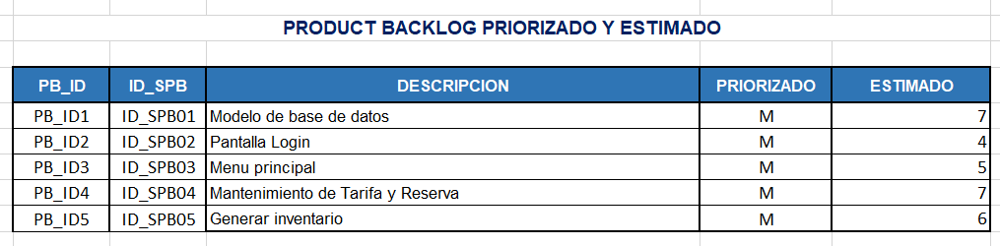 PRODUCT BACKLOG PRIORIZADO Y ESTIMADO
PB_ID ID_SPB DESCRIPCION PRIORIZADO ESTIMADO
PB_ID1 ID_SPB01 Modelo de base de datos M 7
PB_ID2 ID_SPB02 Pantalla Login M 4
PB_ID3 ID_SPB03 Menu principal M 5
PB_ID4 ID_SPB04 Mantenimiento de Tarifa y Reserva M 7
PB_ID5 ID_SPB05 Generar inventario M 6